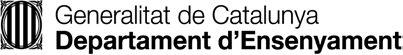 Generalitat de Catalunya
Departament d'Ensenyament